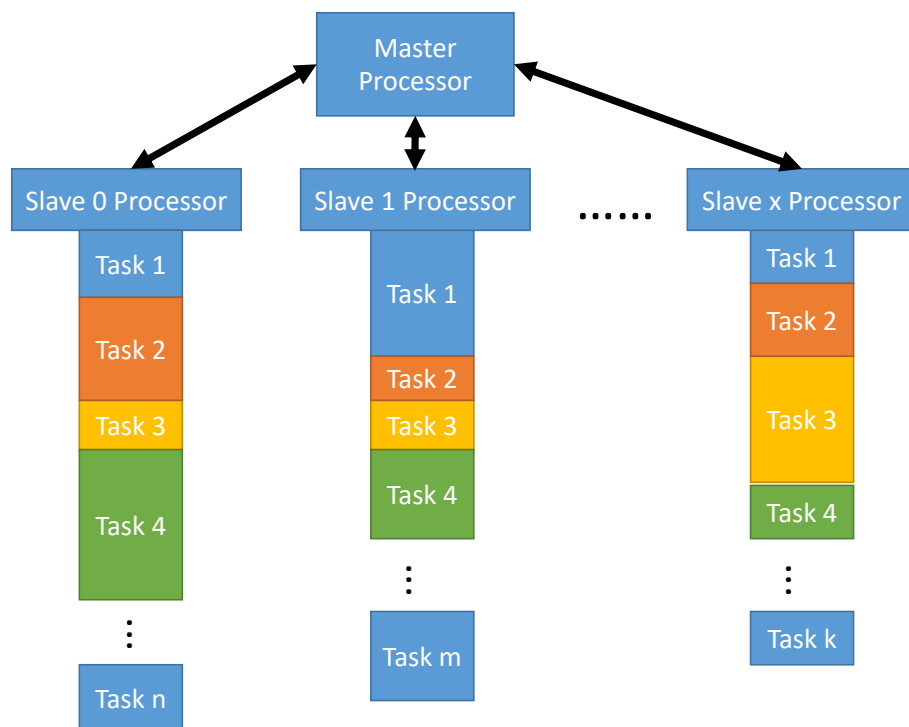 Master
Processor
Slave 0 Processor
Slave 1 Processor
.......
Slave x Processor
Task 1
Task 2
Task 3
Task 4
...
Task n
Task 1
Task 2
Task 3
Task 4
...
Task m
Task 1
Task 2
Task 3
Task 4
...
Task k